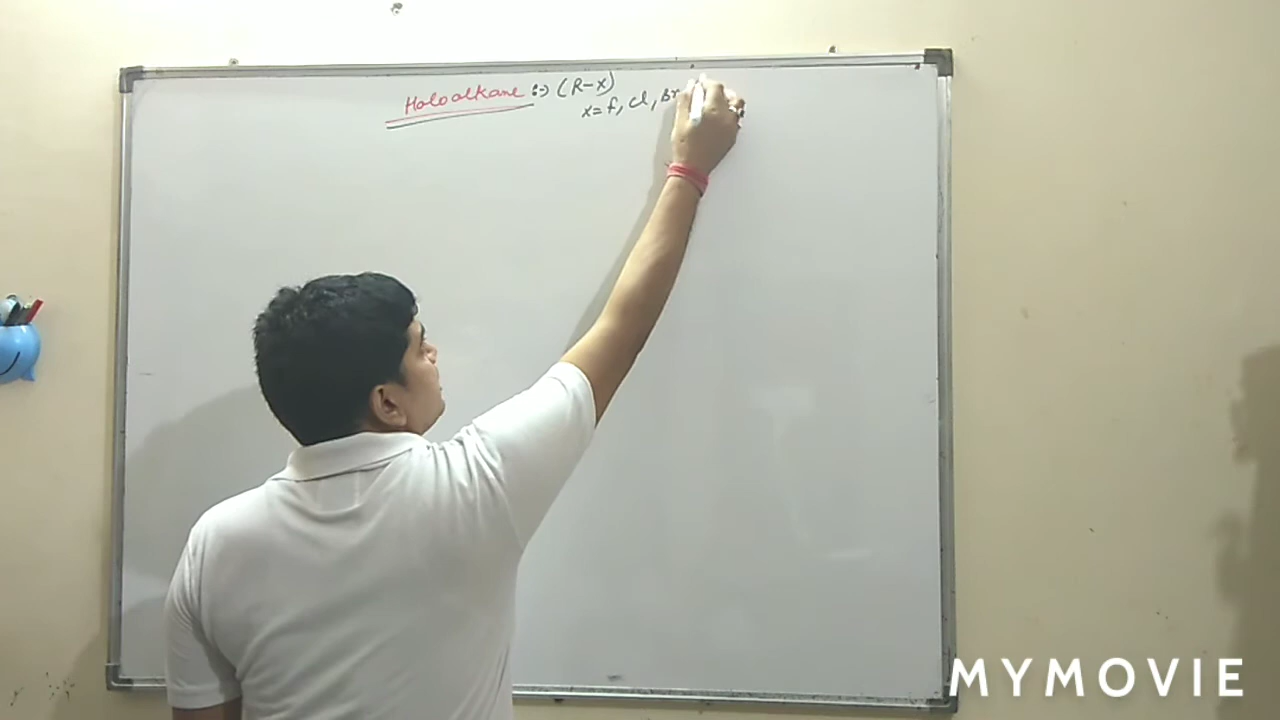 Haloalkane :-) (R-X)
X= F, Cl, Br
MYMOVIE